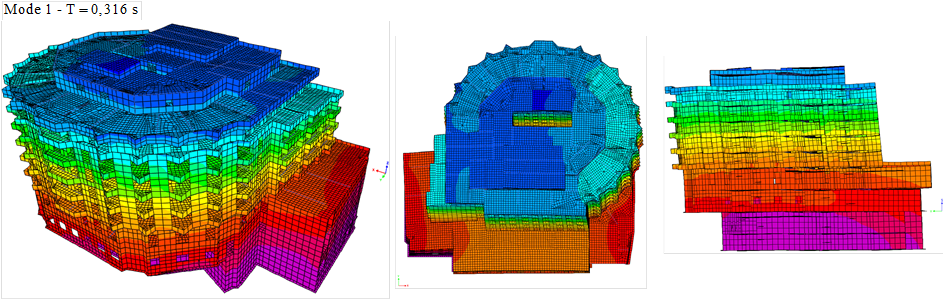 Mode 1 - T = 0,316 s